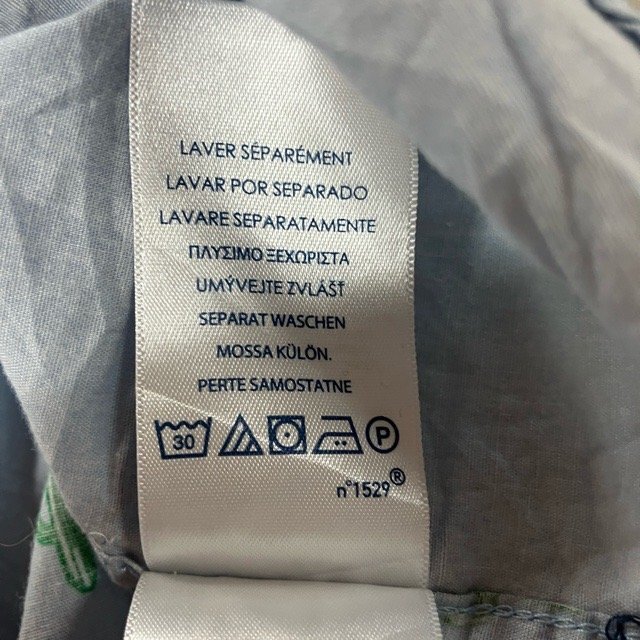 LAVER SÉPARÉMENT
LAVAR POR SEPARADO
LAVARE SEPARATAMENTE
ΠΛΥΣΙΜΟ ΞΕΧΩΡΙΣΤΑ
UMÝVEJTE ZVLÁŠŤ
SEPARAT WASCHEN
MOSSA KÜLÖN.
PERTE SAMOSTATNE
30 P
n°1529®